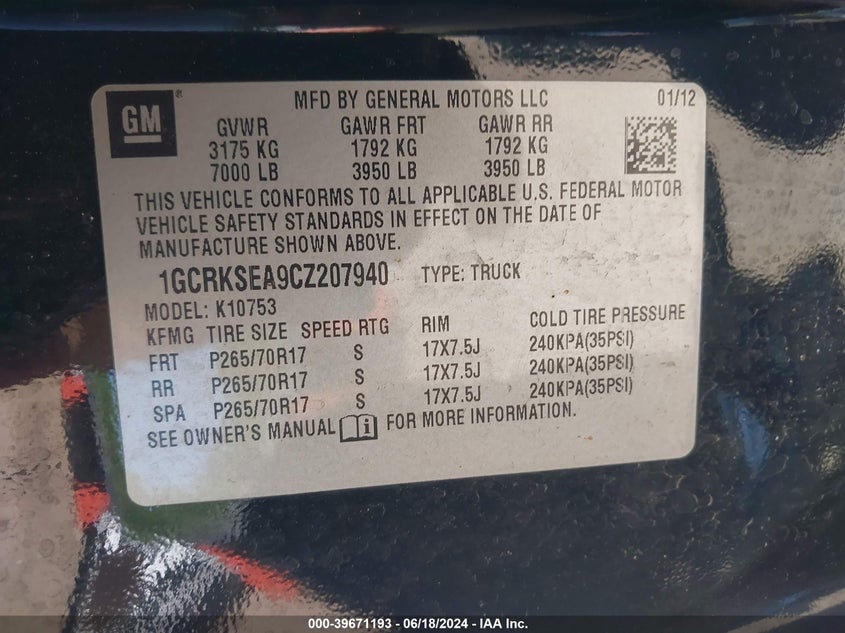 GM ®
MFD BY GENERAL MOTORS LLC 01/12
GVWR GAWR FRT GAWR RR
3175 KG 1792 KG 1792 KG
7000 LB 3950 LB 3950 LB
THIS VEHICLE CONFORMS TO ALL APPLICABLE U.S. FEDERAL MOTOR
VEHICLE SAFETY STANDARDS IN EFFECT ON THE DATE OF
MANUFACTURE SHOWN ABOVE.
1GCRKSEA9CZ207940 TYPE: TRUCK
MODEL: K10753
KFMG TIRE SIZE SPEED RTG RIM COLD TIRE PRESSURE
FRT P265/70R17 S 17X7.5J 240KPA(35PSI)
RR P265/70R17 S 17X7.5J 240KPA(35PSI)
SPA P265/70R17 S 17X7.5J 240KPA(35PSI)
SEE OWNER'S MANUAL i FOR MORE INFORMATION.
000-39671193 - 06/18/2024 - IAA Inc.